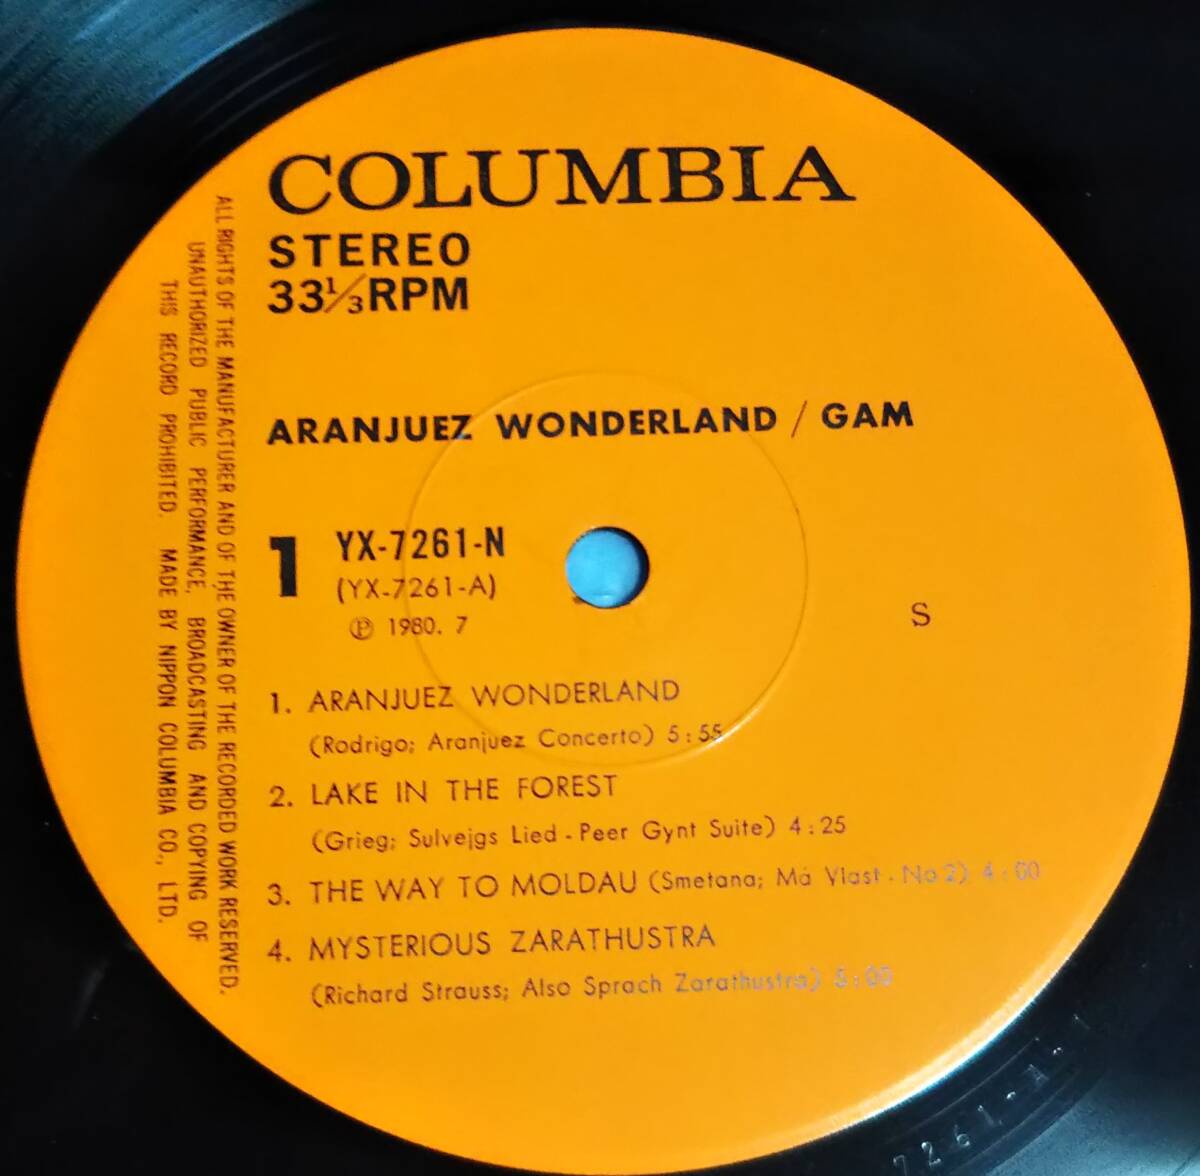 COLUMBIA
STEREO
33⅓ RPM
ARANJUEZ WONDERLAND / GAM
1
YX-7261-N
(YX-7261-A)
Ⓟ 1980. 7
S
1. ARANJUEZ WONDERLAND
(Rodrigo; Aranjuez Concerto) 5:55
2. LAKE IN THE FOREST
(Grieg; Sulvejgs Lied - Peer Gynt Suite) 4:25
3. THE WAY TO MOLDAU (Smetana; Má Vlast - No2) 4:00
4. MYSTERIOUS ZARATHUSTRA
(Richard Strauss; Also Sprach Zarathustra) 5:00
ALL RIGHTS OF THE MANUFACTURER AND OF THE OWNER OF THE RECORDED WORK RESERVED.
UNAUTHORIZED PUBLIC PERFORMANCE, BROADCASTING AND COPYING OF
THIS RECORD PROHIBITED. MADE BY NIPPON COLUMBIA CO., LTD.
7261-A